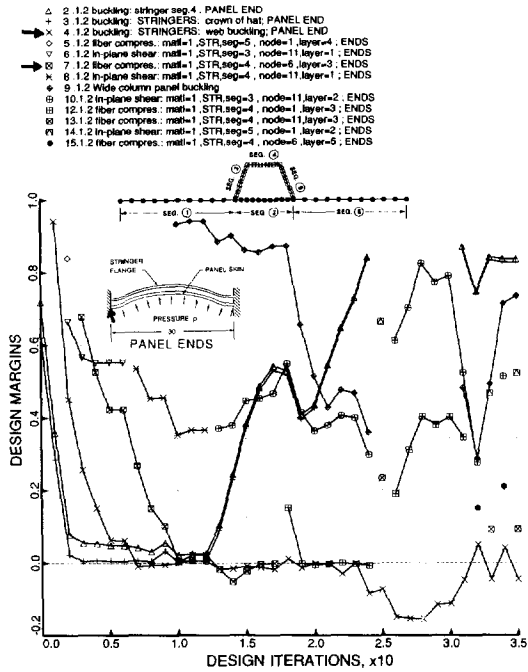 2 .1.2 buckling: stringer seg.4 . PANEL END
3 .1.2 buckling: STRINGERS: crown of hat; PANEL END
4 .1.2 buckling: STRINGERS: web buckling; PANEL END
5 .1.2 fiber compres.: matl=1 ,STR,seg=5 , node=11,layer=4 ; ENDS
6 .1.2 in-plane shear: matl=1 ,STR,seg=3 , node=11,layer=1 ; ENDS
7 .1.2 fiber compres.: matl=1 ,STR,seg=4 , node=6,layer=3 ; ENDS
8 .1.2 in-plane shear: matl=1 ,STR,seg=4 , node=11,layer=1 ; ENDS
9 .1.2 Wide column panel buckling
10.1.2 in-plane shear: matl=1 ,STR,seg=3 , node=11,layer=2 ; ENDS
12.1.2 fiber compres.: matl=1 ,STR,seg=4 , node=1,layer=3 ; ENDS
13.1.2 fiber compres.: matl=1 ,STR,seg=4 , node=11,layer=3 ; ENDS
14.1.2 in-plane shear: matl=1 ,STR,seg=5 , node=1,layer=2 ; ENDS
15.1.2 fiber compres.: matl=1 ,STR,seg=4 , node=6,layer=5 ; ENDS
SEG. 4
SEG. 3
SEG. 5
SEG. 1
SEG. 2
SEG. 6
STRINGER FLANGE
PANEL SKIN
PRESSURE p
30
PANEL ENDS
DESIGN MARGINS
1.0
0.8
0.6
0.4
0.2
0.0
-0.2
0.0 0.5 1.0 1.5 2.0 2.5 3.0 3.5
DESIGN ITERATIONS, x10